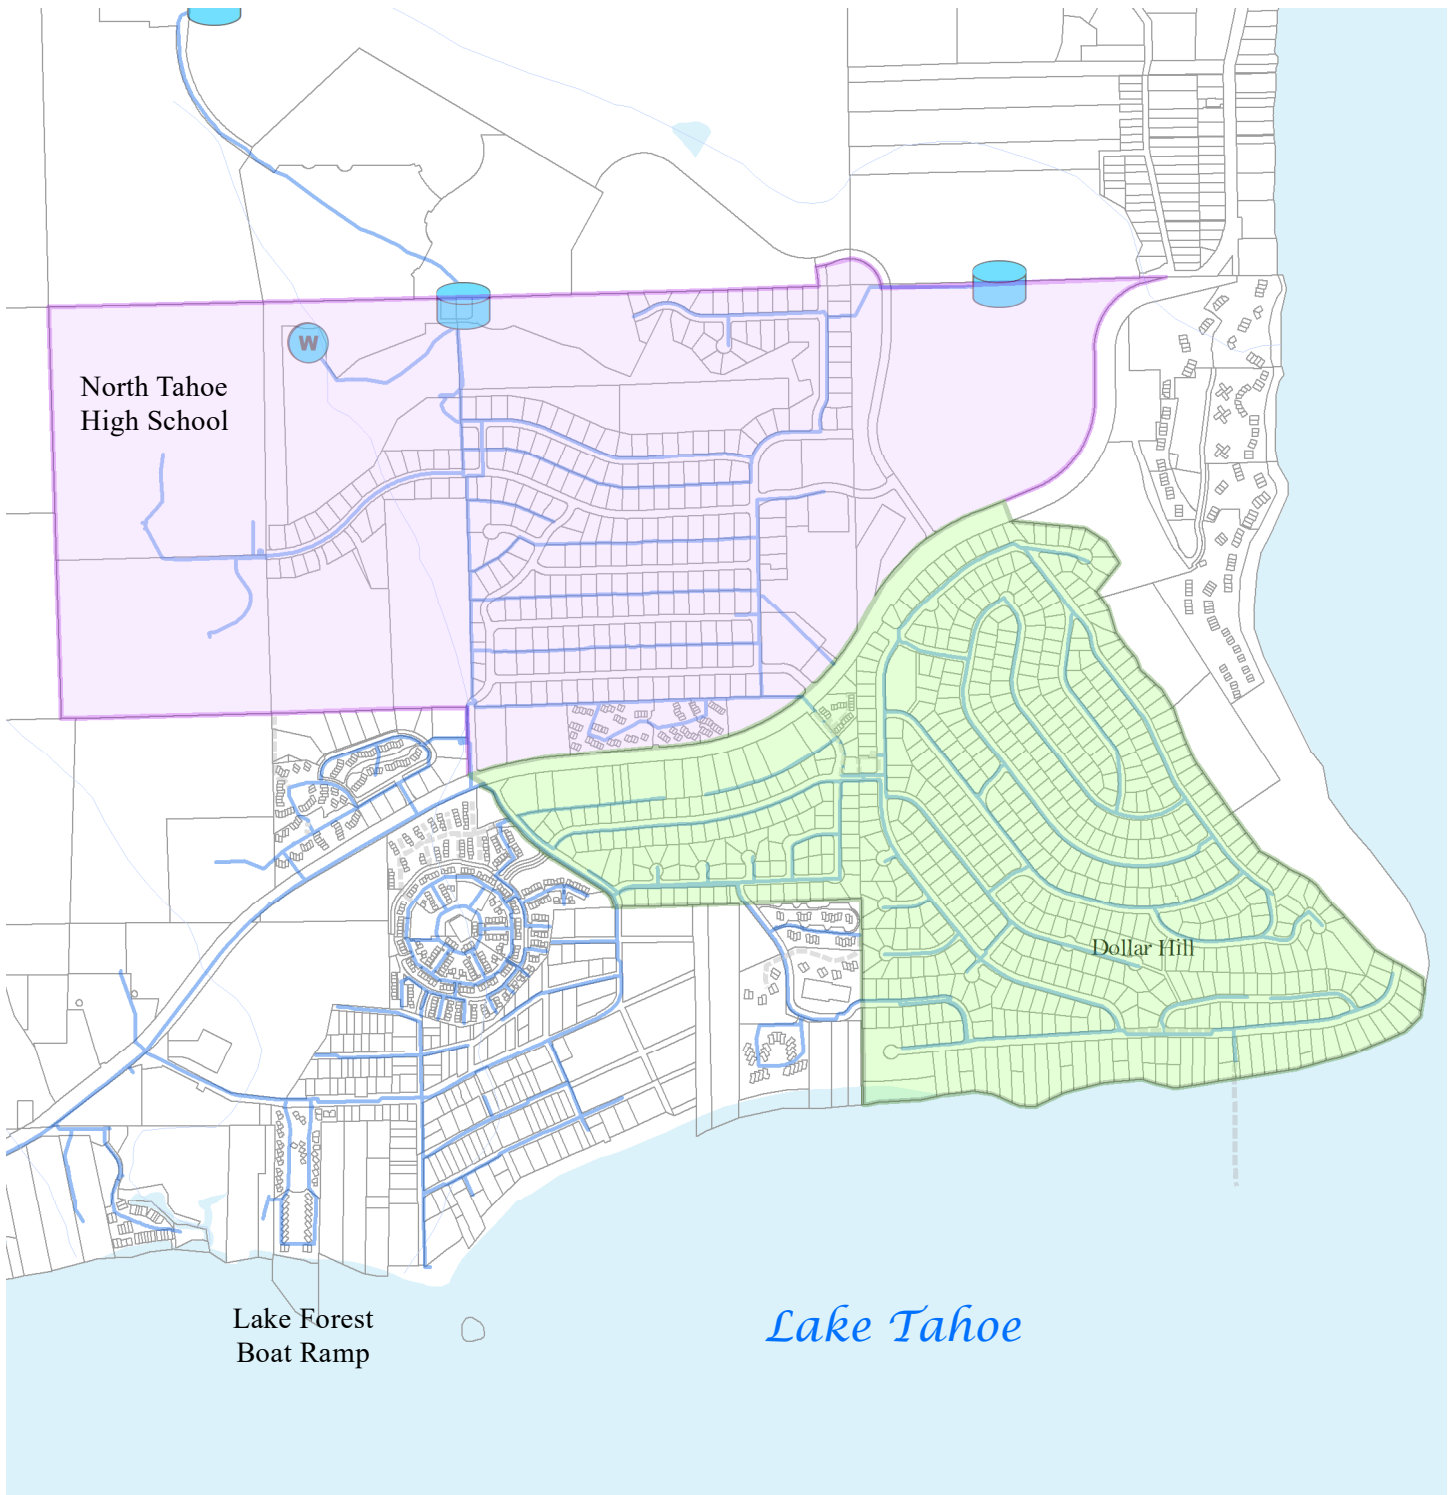 W
North Tahoe
High School
Dollar Hill
Lake Forest
Boat Ramp
Lake Tahoe